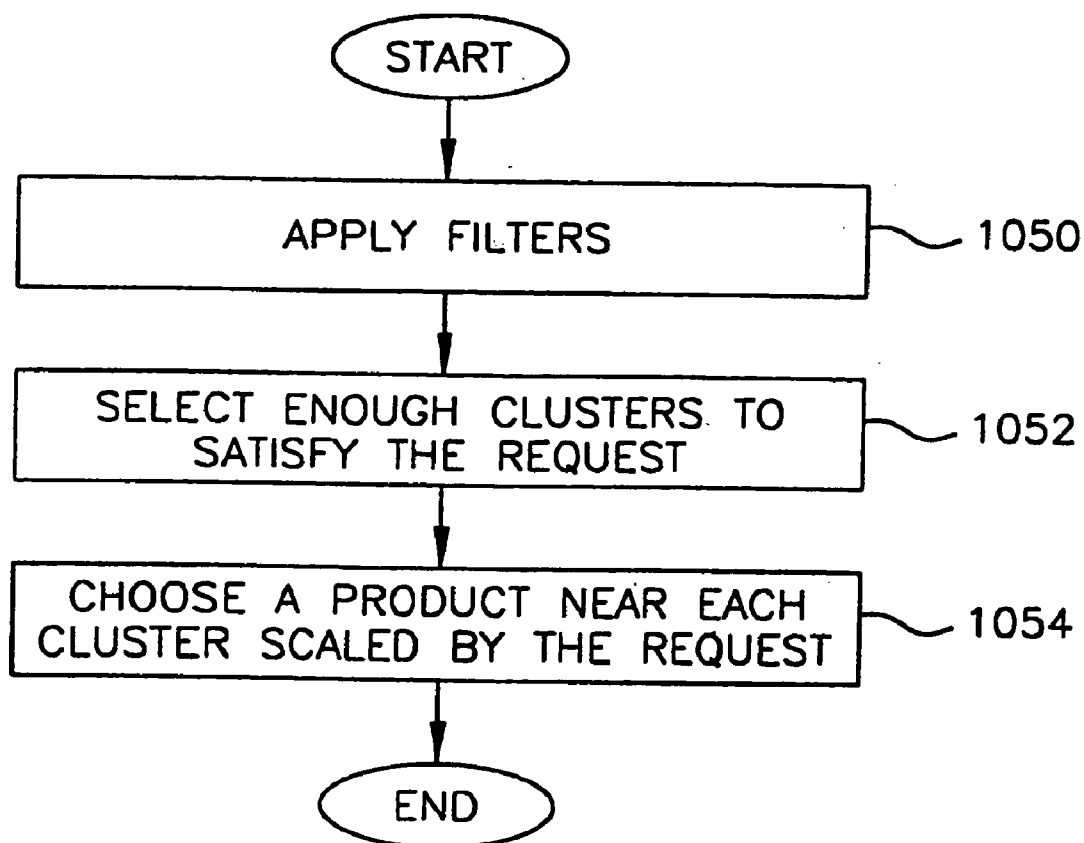 START
APPLY FILTERS
1050
SELECT ENOUGH CLUSTERS TO
SATISFY THE REQUEST
1052
CHOOSE A PRODUCT NEAR EACH
CLUSTER SCALED BY THE REQUEST
1054
END